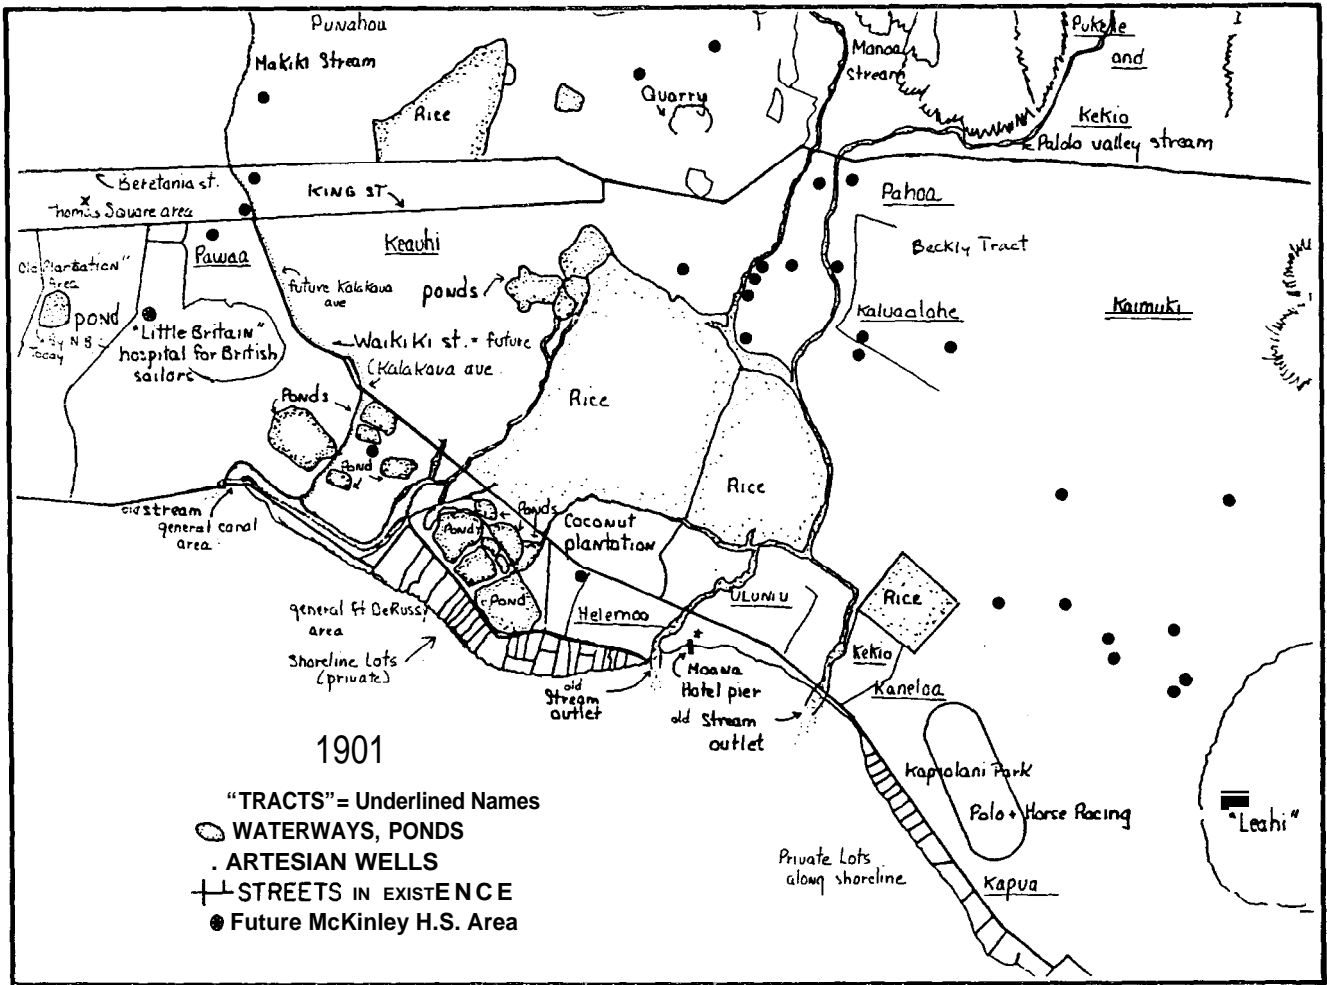 Punahou
Makiki Stream
Rice
Quarry
Manoa
Stream
Pukele
and
Kekio
Palolo valley stream
Beretania st.
KING ST
x
Thomas Square area
Pawaa
Keauhi
Pahoa
Beckly Tract
Old Plantation"
Area
POND
By NB
Today
"Little Britain"
hospital for British
sailors
future Kalakaua
ave
ponds
Kaluaalohe
Kaimuki
Waikiki st. = future
(Kalakaua ave
Ponds
Pond
Rice
Rice
old stream
general canal
area
Ponds
Pond
Pond
Coconut
plantation
general ft DeRussy
area
Shoreline Lots
(private)
Helemoa
ULUNIU
Rice
Kekio
Kaneloa
old
Stream
outlet
*
Moana
Hotel pier
old Stream
outlet
Kapiolani Park
Polo + Horse Racing
"Leahi"
Private Lots
along shoreline
Kapua
1901
"TRACTS" = Underlined Names
WATERWAYS, PONDS
. ARTESIAN WELLS
STREETS IN EXISTENCE
Future McKinley H.S. Area